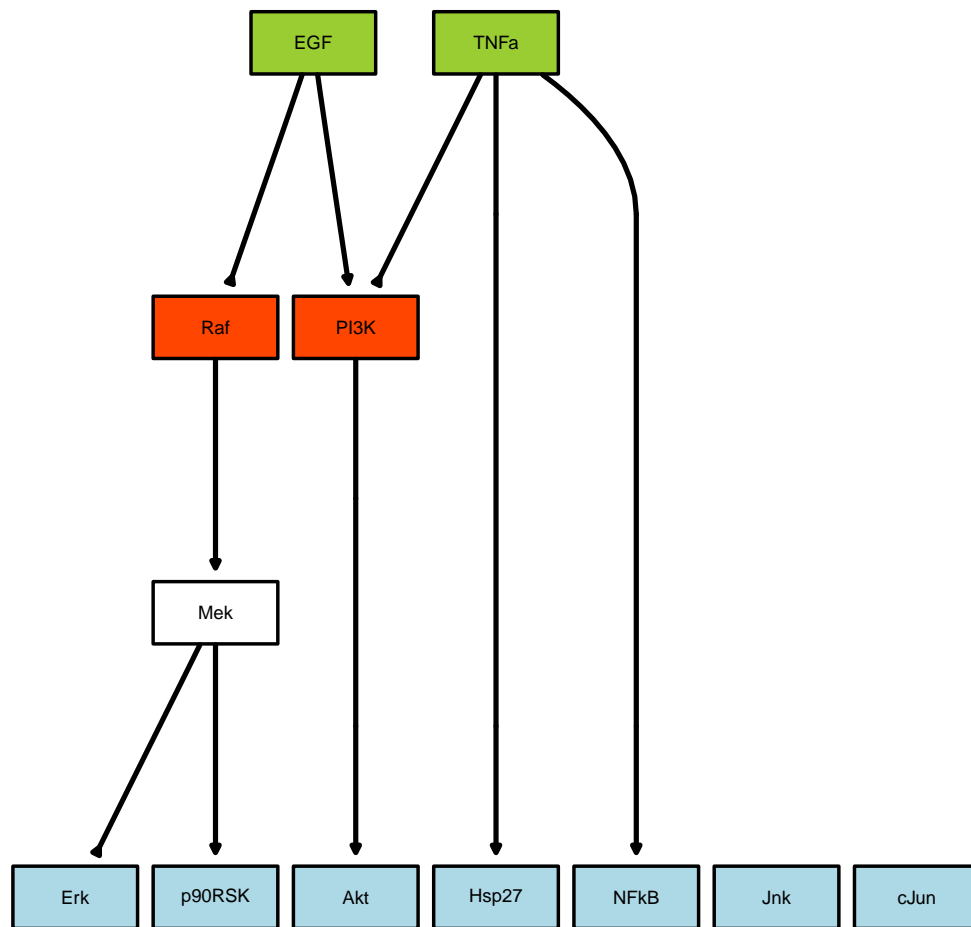 EGF
TNFa
Raf
PI3K
Mek
Erk
p90RSK
Akt
Hsp27
NFkB
Jnk
cJun